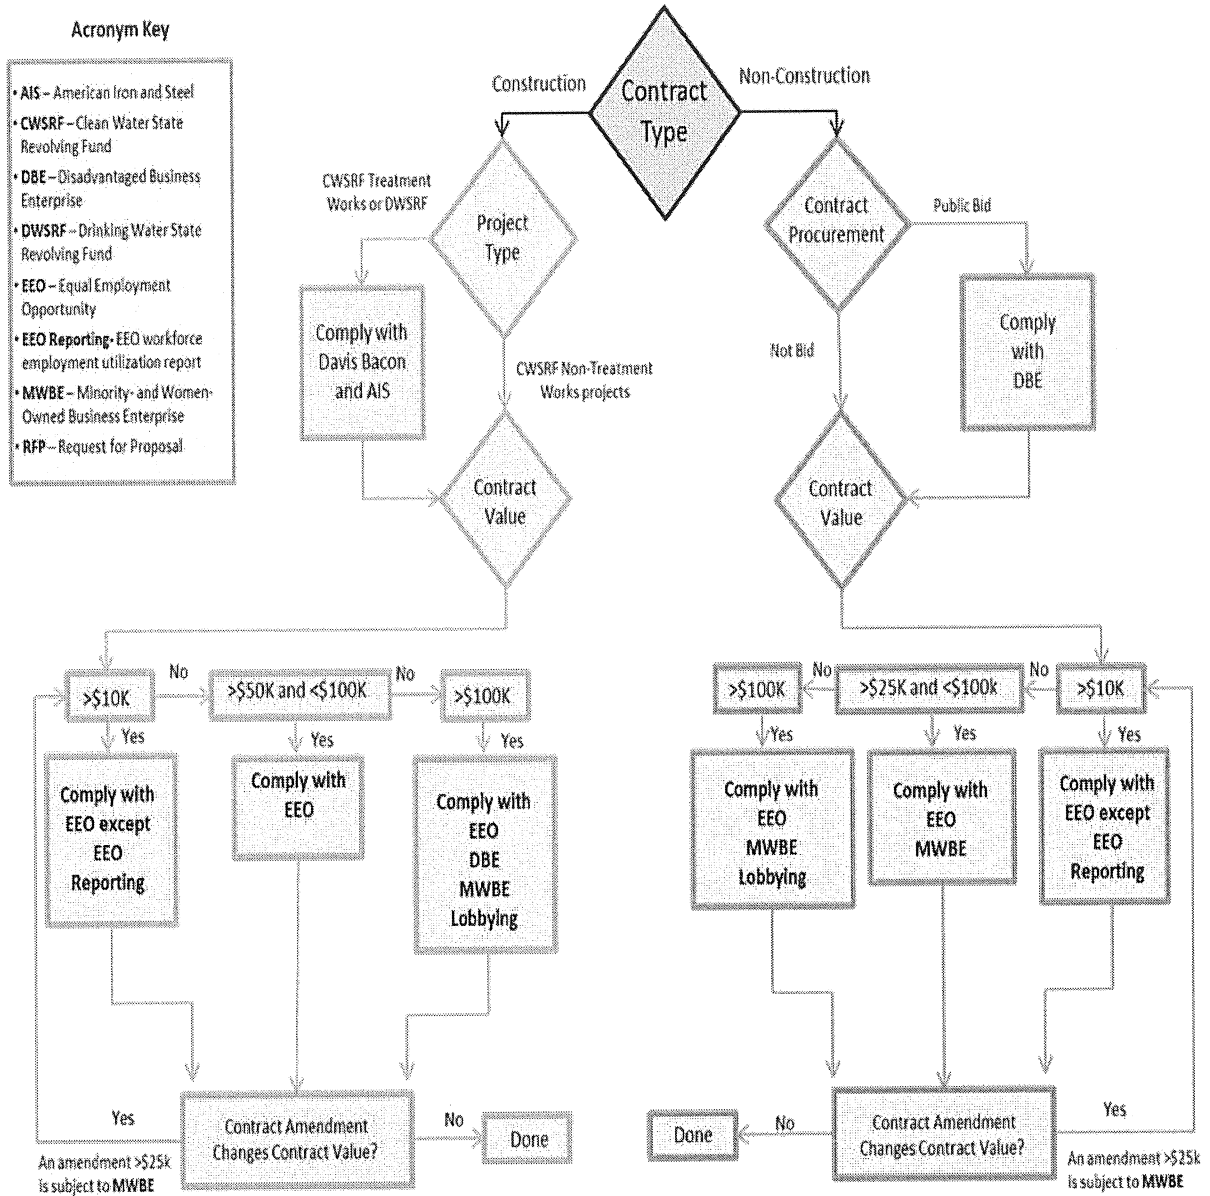 Acronym Key
• AIS – American Iron and Steel
• CWSRF – Clean Water State
Revolving Fund
• DBE – Disadvantaged Business
Enterprise
• DWSRF – Drinking Water State
Revolving Fund
• EEO – Equal Employment
Opportunity
• EEO Reporting- EEO workforce
employment utilization report
• MWBE – Minority- and Women-
Owned Business Enterprise
• RFP – Request for Proposal
Contract
Type
Construction
Non-Construction
CWSRF Treatment
Works or DWSRF
Project
Type
Comply with
Davis Bacon
and AIS
CWSRF Non-Treatment
Works projects
Contract
Value
Contract
Procurement
Public Bid
Not Bid
Comply
with
DBE
Contract
Value
>$10K
No
>$50K and <$100K
No
>$100K
Yes
Yes
Yes
Comply with
EEO except
EEO
Reporting
Comply with
EEO
Comply with
EEO
DBE
MWBE
Lobbying
Yes
Contract Amendment
Changes Contract Value?
No
Done
An amendment >$25k
is subject to MWBE
>$100K
No
>$25K and <$100k
No
>$10K
Yes
Yes
Yes
Comply with
EEO
MWBE
Lobbying
Comply with
EEO
MWBE
Comply with
EEO except
EEO
Reporting
Done
No
Contract Amendment
Changes Contract Value?
Yes
An amendment >$25k
is subject to MWBE